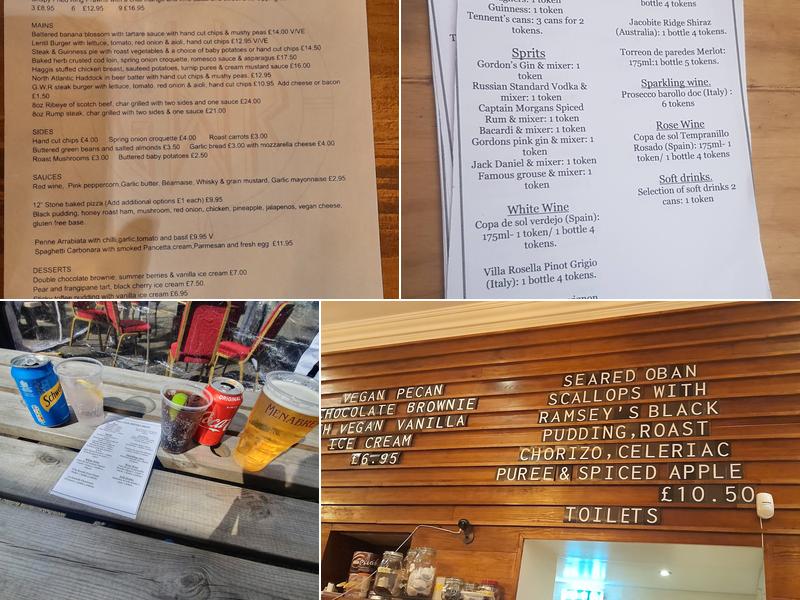 3 £8.95 6 £12.95 9 £16.95
MAINS
Battered banana blossom with tartare sauce with hand cut chips & mushy peas £14.00 V/VE
Lentil Burger with lettuce, tomato, red onion & aioli, hand cut chips £12.95 V/VE
Steak & Guinness pie with roast vegetables & a choice of baby potatoes or hand cut chips £14.50
Baked herb crusted cod loin, spring onion croquette, romesco sauce & asparagus £17.50
Haggis stuffed chicken breast, sauteed potatoes, turnip puree & cream mustard sauce £16.00
North Atlantic Haddock in beer batter with hand cut chips & mushy peas. £12.95
G.W.R steak burger with lettuce, tomato, red onion & aioli, hand cut chips £10.95 Add cheese or bacon
£1.50
8oz Ribeye of scotch beef, char grilled with two sides and one sauce £24.00
8oz Rump steak, char grilled with two sides & one sauce £21.00
SIDES
Hand cut chips £4.00 Spring onion croquette £4.00 Roast carrots £3.00
Buttered green beans and salted almonds £3.50 Garlic bread £3.00 with mozzarella cheese £4.00
Roast Mushrooms £3.00 Buttered baby potatoes £2.50
SAUCES
Red wine, Pink peppercorn,Garlic butter, Bearnaise, Whisky & grain mustard, Garlic mayonnaise £2.95
12" Stone baked pizza (Add additional options £1 each) £9.95
Black pudding, honey roast ham, mushroom, red onion, chicken, pineapple, jalapenos, vegan cheese,
gluten free base.
Penne Arrabiata with chilli,garlic,tomato and basil £9.95 V
Spaghetti Carbonara with smoked Pancetta,cream,Parmesan and fresh egg £11.95
DESSERTS
Double chocolate brownie, summer berries & vanilla ice cream £7.00
Pear and frangipane tart, black cherry ice cream £7.50.
Sticky toffee pudding with vanilla ice cream £6.95
Guinness: 1 token
Tennent's cans: 3 cans for 2
tokens.
Sprits
Gordon's Gin & mixer: 1
token
Russian Standard Vodka &
mixer: 1 token
Captain Morgans Spiced
Rum & mixer: 1 token
Bacardi & mixer: 1 token
Gordons pink gin & mixer: 1
token
Jack Daniel & mixer: 1 token
Famous grouse & mixer: 1
token
White Wine
Copa de sol verdejo (Spain):
175ml- 1 token/ 1 bottle 4
tokens.
Villa Rosella Pinot Grigio
(Italy): 1 bottle 4 tokens.
bottle 4 tokens
Jacobite Ridge Shiraz
(Australia): 1 bottle 4 tokens.
Torreon de paredes Merlot:
175ml:1 bottle 5 tokens.
Sparkling wine.
Prosecco barollo doc (Italy) :
6 tokens
Rose Wine
Copa de sol Tempranillo
Rosado (Spain): 175ml- 1
token/ 1 bottle 4 tokens
Soft drinks.
Selection of soft drinks 2
cans: 1 token
ORIGINAL
MENABREA
VEGAN PECAN
CHOCOLATE BROWNIE
VEGAN VANILLA
ICE CREAM
£6.95
SEARED OBAN
SCALLOPS WITH
RAMSEY'S BLACK
PUDDING,ROAST
CHORIZO,CELERIAC
PUREE & SPICED APPLE
£10.50
TOILETS